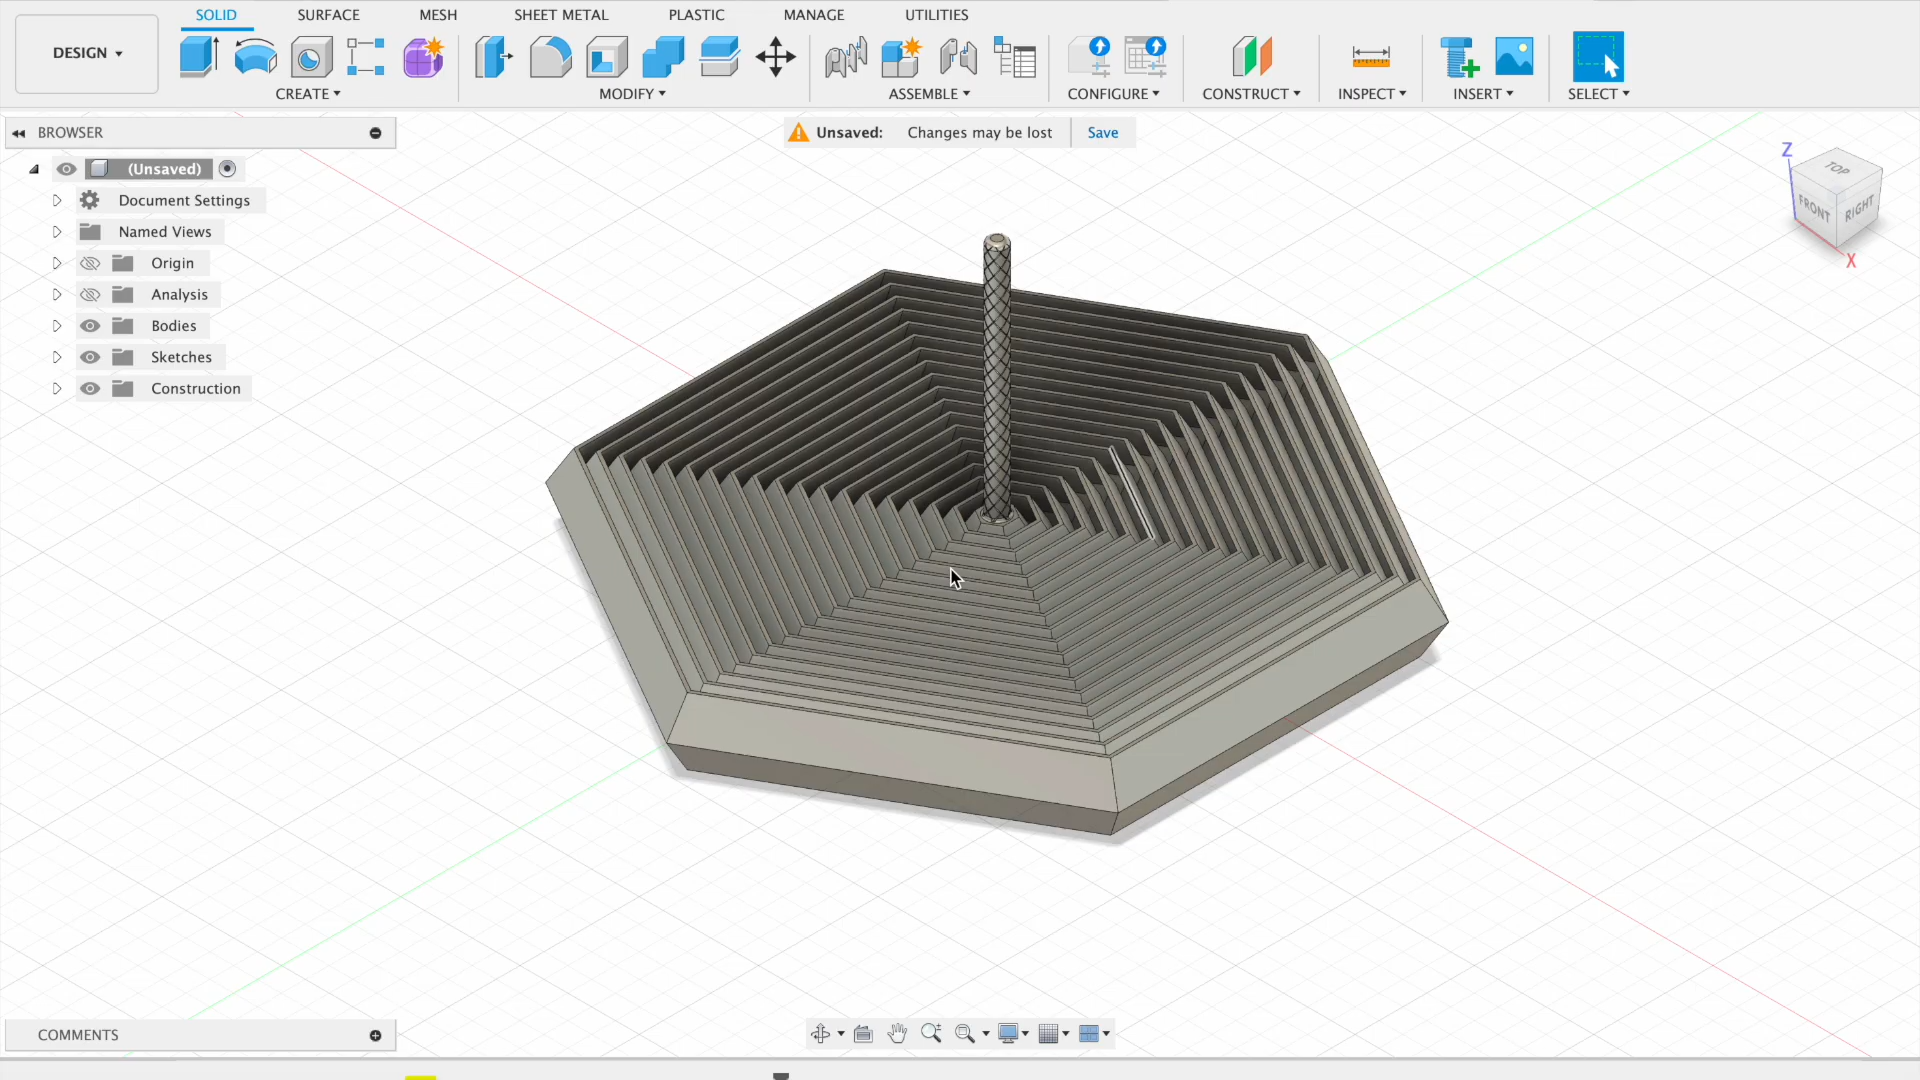 SOLID SURFACE MESH SHEET METAL PLASTIC MANAGE UTILITIES
DESIGN
CREATE MODIFY ASSEMBLE CONFIGURE CONSTRUCT INSPECT INSERT SELECT
BROWSER
Unsaved: Changes may be lost Save
(Unsaved)
Document Settings
Named Views
Origin
Analysis
Bodies
Sketches
Construction
Z
TOP
FRONT RIGHT
X
COMMENTS